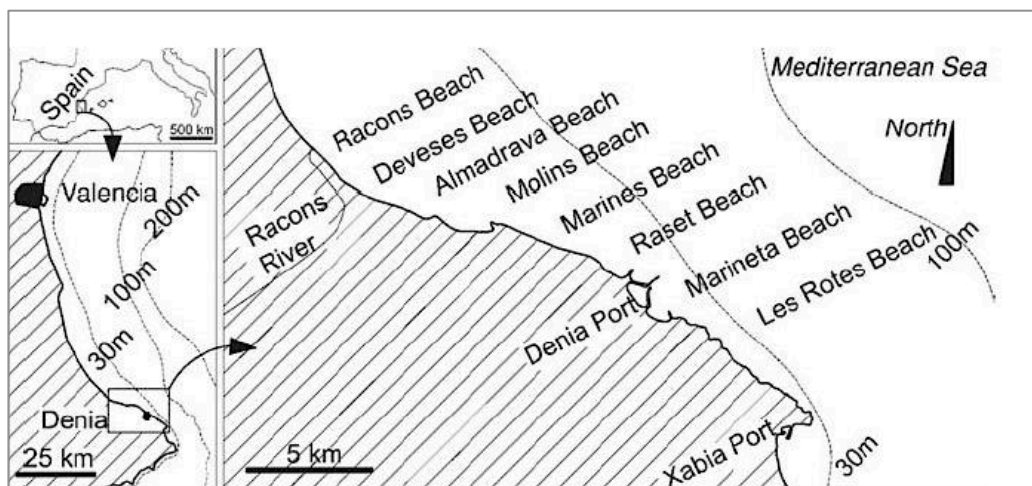 Spain
500 km
Valencia
200m
100m
30m
Denia
25 km
Racons Beach
Deveses Beach
Almadrava Beach
Molins Beach
Marines Beach
Raset Beach
Marineta Beach
Les Rotes Beach
Mediterranean Sea
North
100m
Racons
River
Denia Port
Xabia Port
30m
5 km